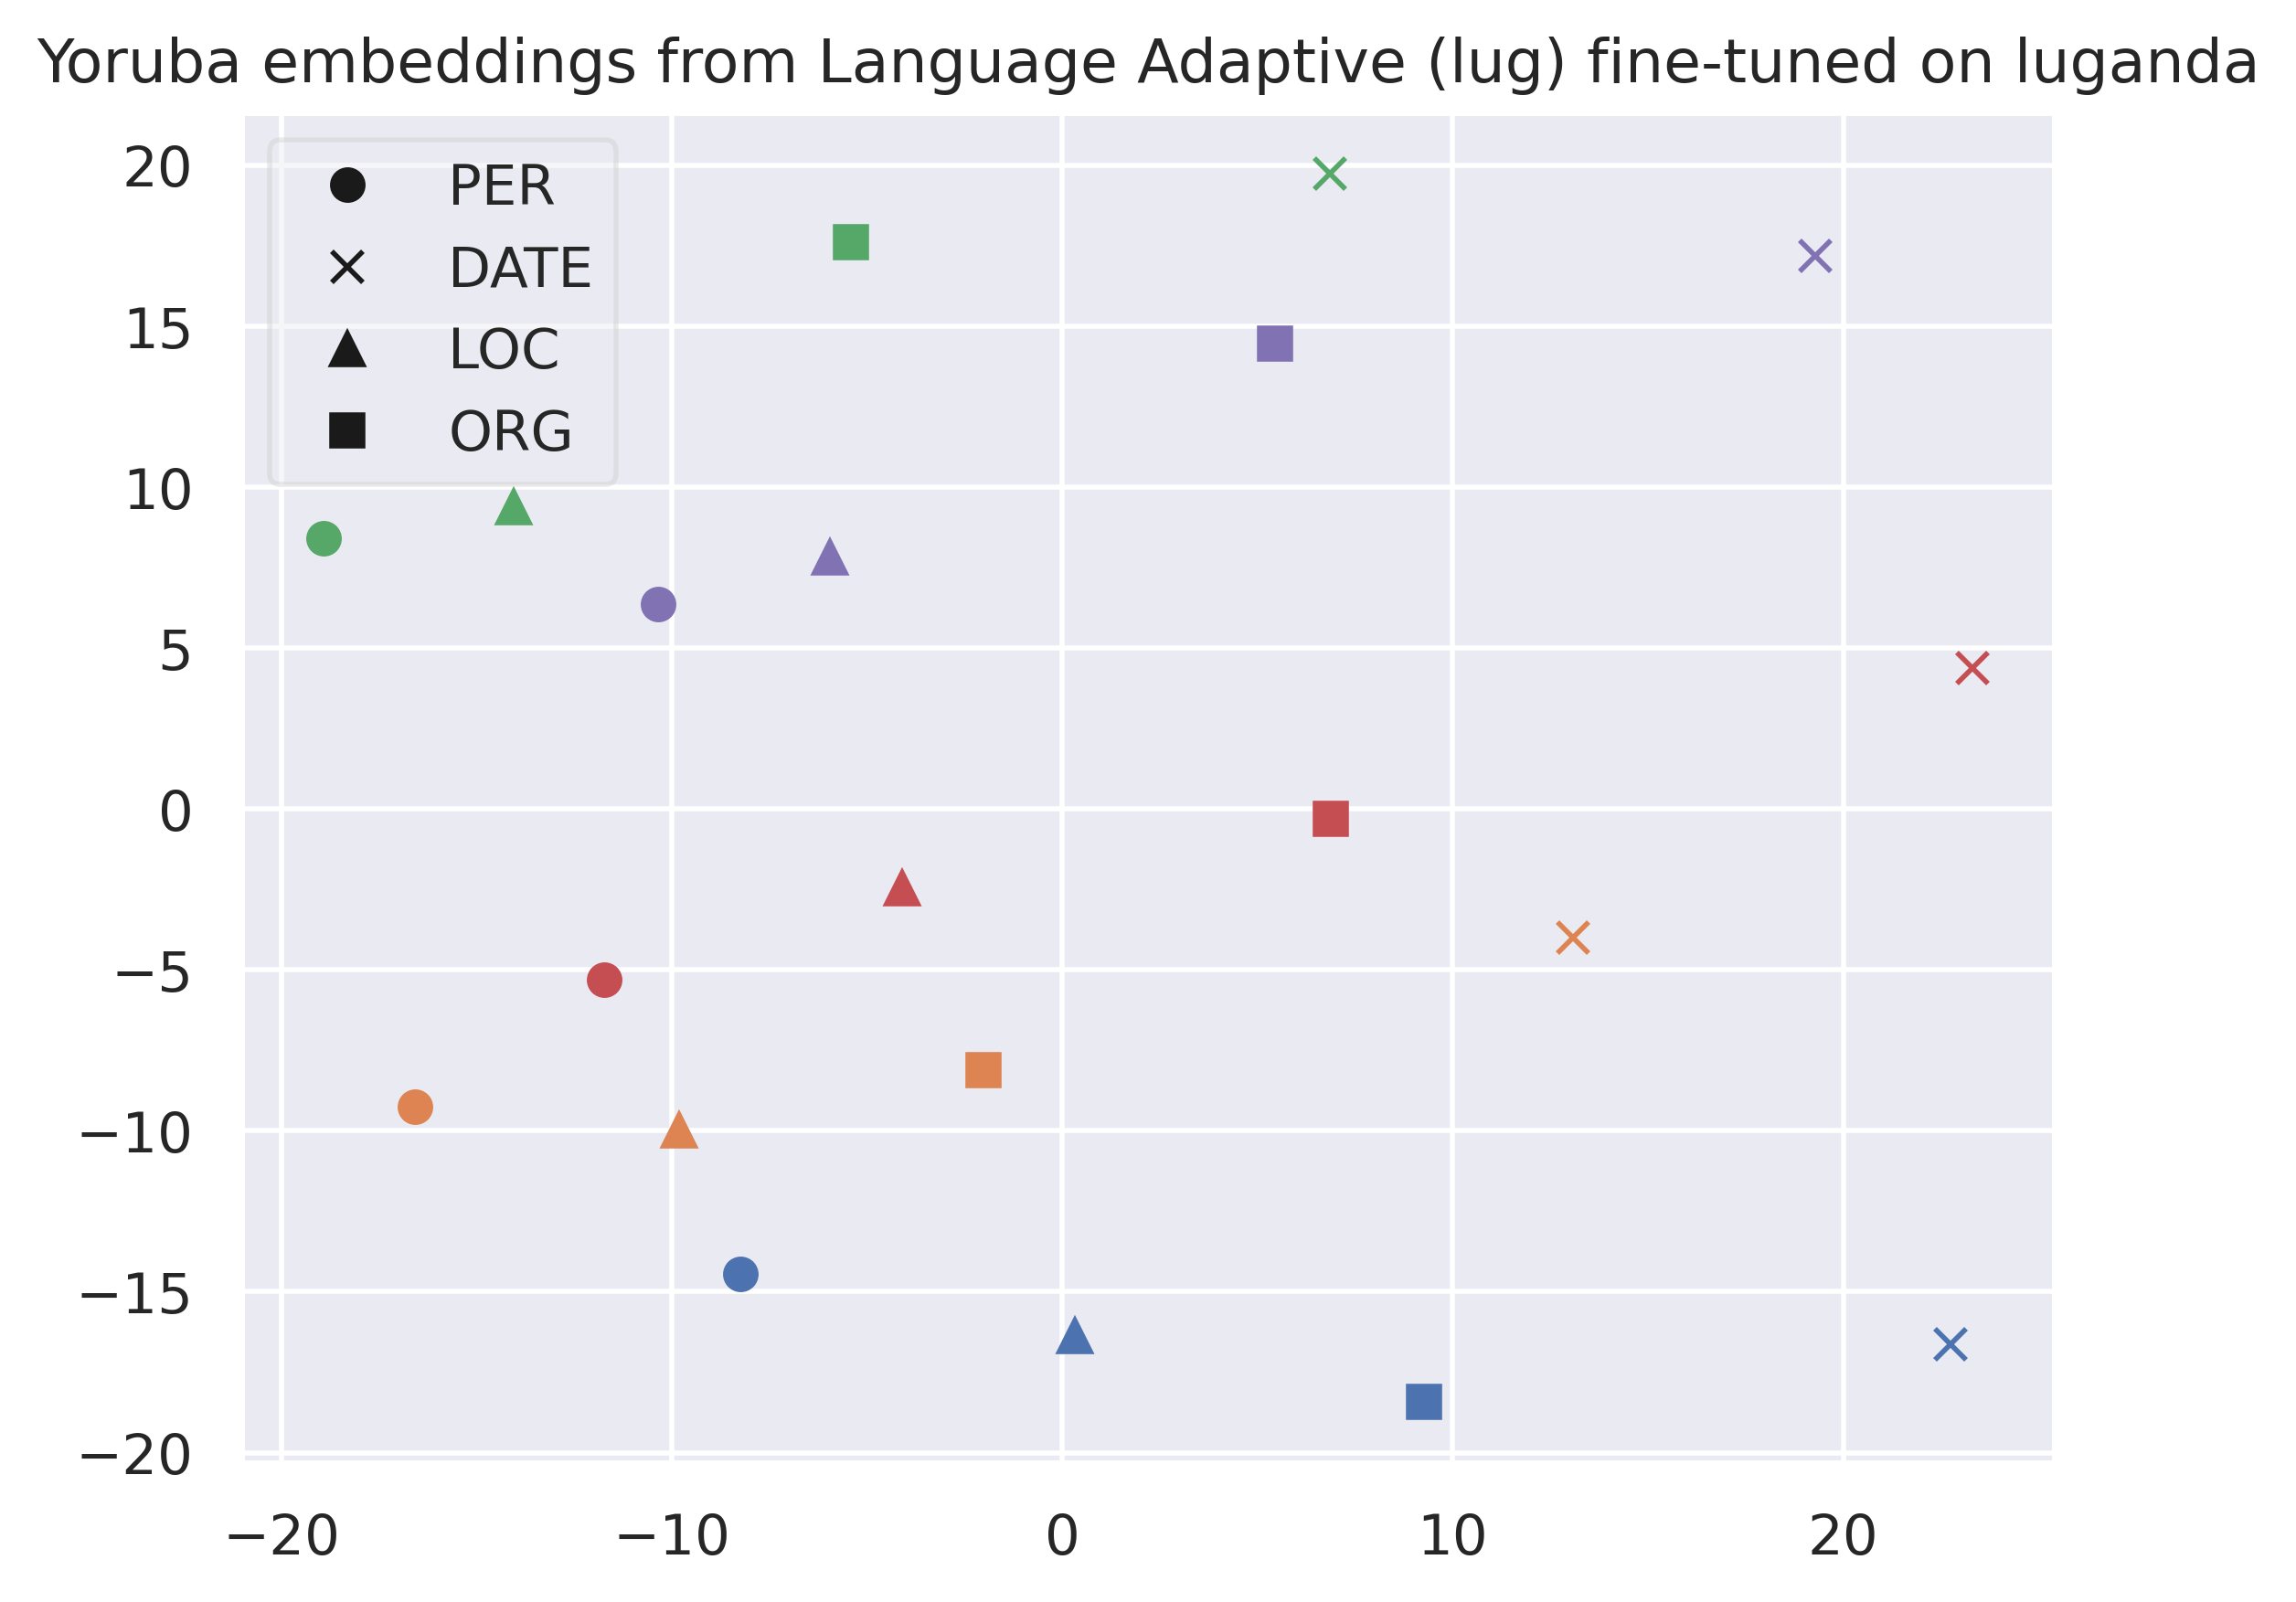 Yoruba embeddings from Language Adaptive (lug) fine-tuned on luganda
PER
DATE
LOC
ORG
20
15
10
5
0
−5
−10
−15
−20
−20 −10 0 10 20